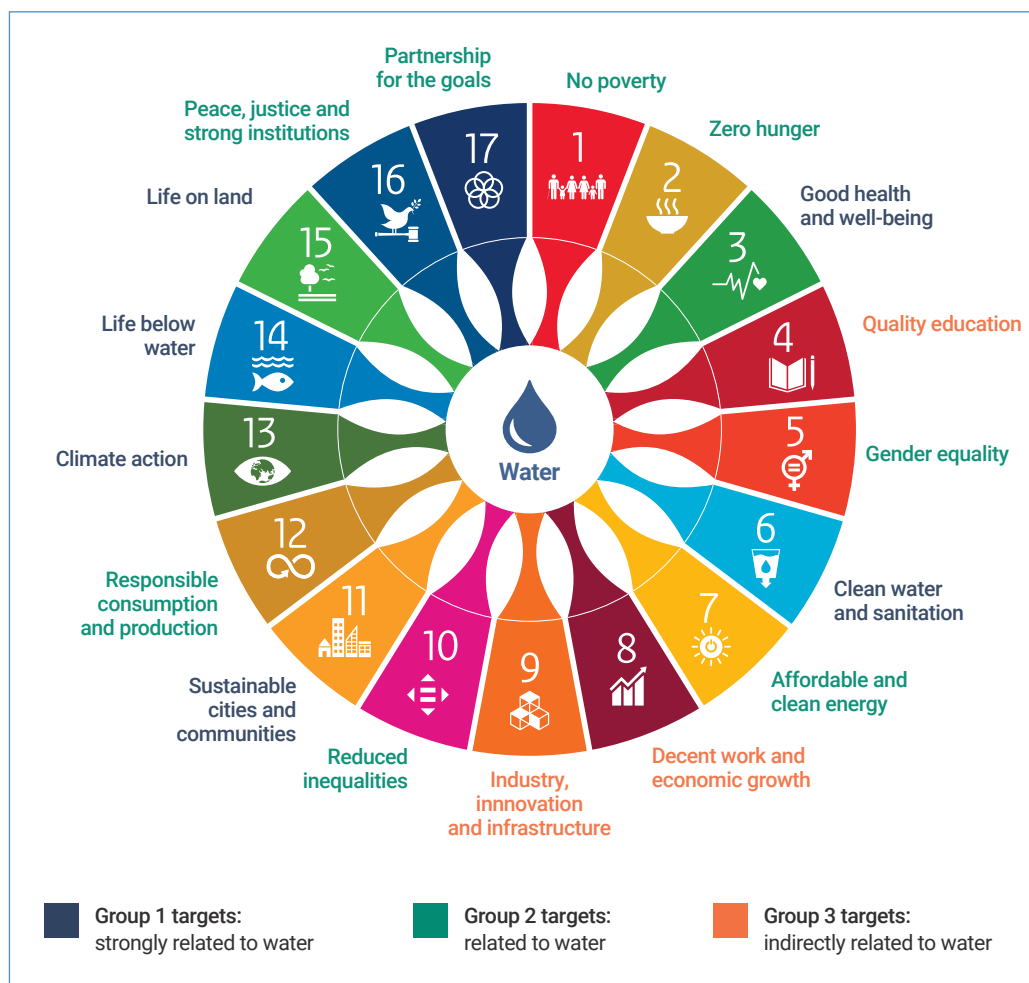 Partnership
for the goals
17
No poverty
1
Zero hunger
2
Good health
and well-being
3
Quality education
4
Gender equality
5
Clean water
and sanitation
6
Affordable and
clean energy
7
Decent work and
economic growth
8
Industry,
innnovation
and infrastructure
9
Reduced
inequalities
10
Sustainable
cities and
communities
11
Responsible
consumption
and production
12
Climate action
13
Life below
water
14
Life on land
15
Peace, justice and
strong institutions
16
Water
Group 1 targets:
strongly related to water
Group 2 targets:
related to water
Group 3 targets:
indirectly related to water